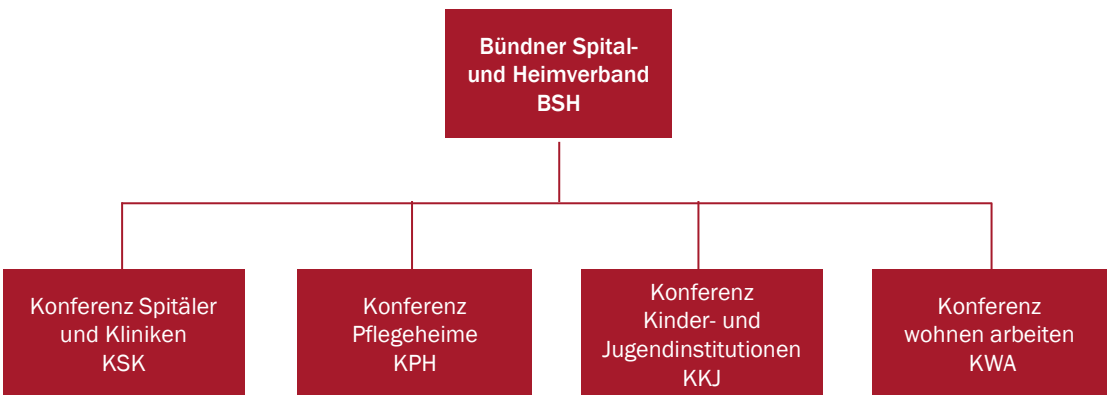 Bündner Spital-
und Heimverband
BSH
Konferenz Spitäler
und Kliniken
KSK
Konferenz
Pflegeheime
KPH
Konferenz
Kinder- und
Jugendinstitutionen
KKJ
Konferenz
wohnen arbeiten
KWA